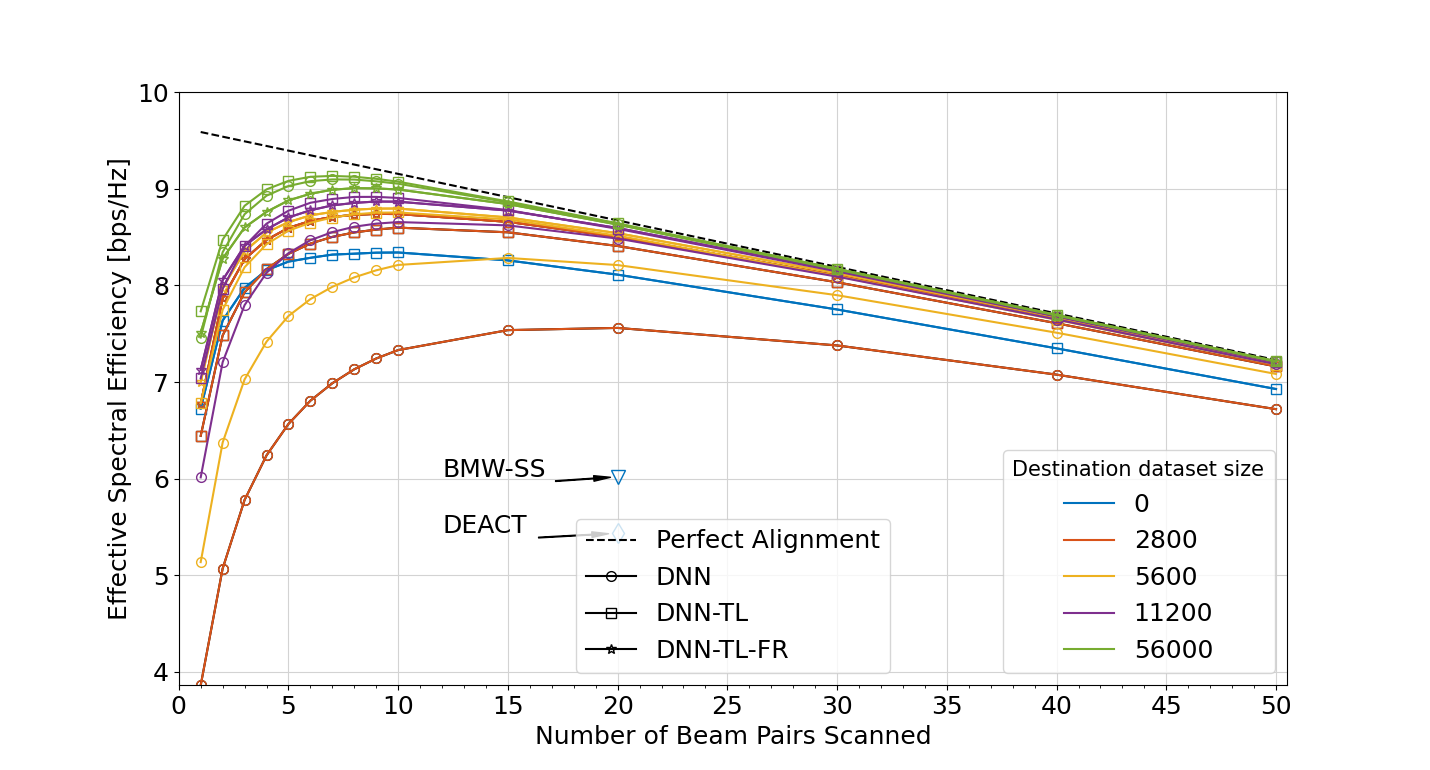 10
9
8
7
6
5
4
Effective Spectral Efficiency [bps/Hz]
BMW-SS
DEACT
Perfect Alignment
DNN
DNN-TL
DNN-TL-FR
Destination dataset size
0
2800
5600
11200
56000
0 5 10 15 20 25 30 35 40 45 50
Number of Beam Pairs Scanned